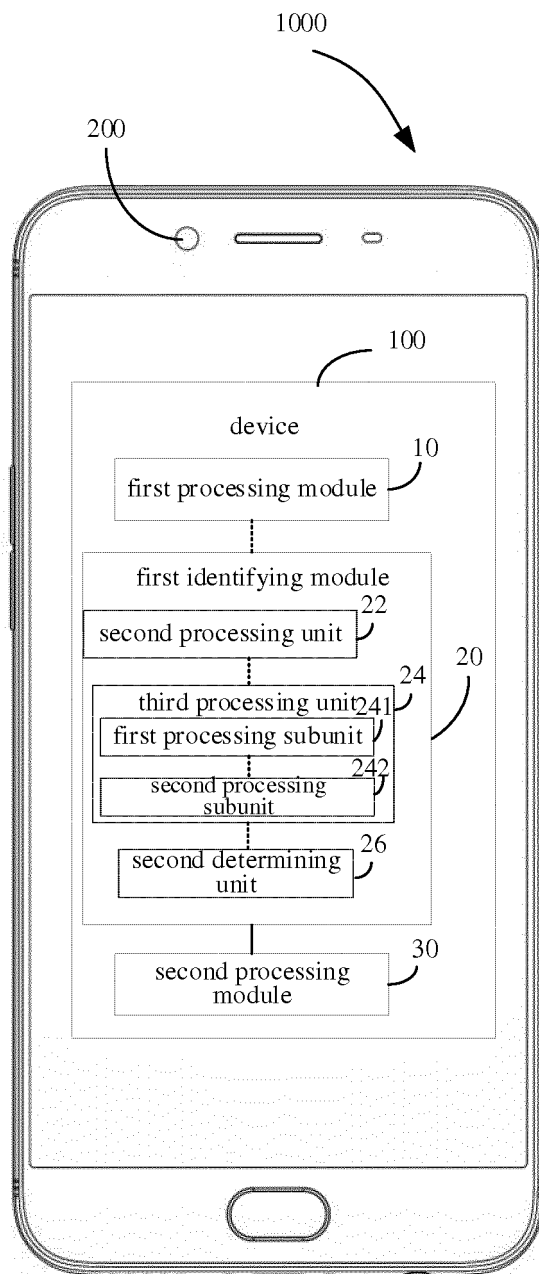 1000
200
100
device
10
first processing module
first identifying module
22
second processing unit
24
20
third processing unit
241
first processing subunit
242
second processing
subunit
26
second determining
unit
30
second processing
module